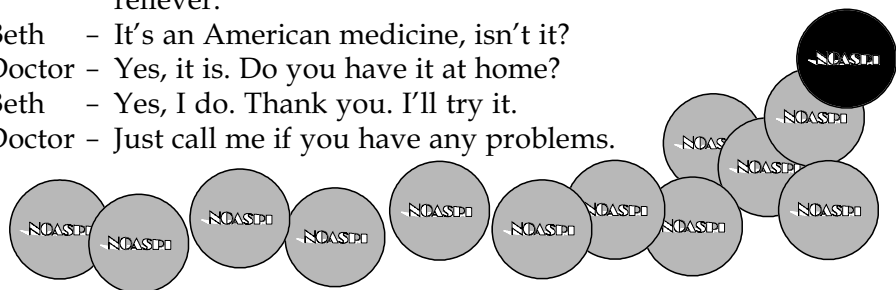 reliever.
Beth – It's an American medicine, isn't it?
Doctor – Yes, it is. Do you have it at home?
Beth – Yes, I do. Thank you. I'll try it.
Doctor – Just call me if you have any problems.
NOASPI
NOASPI
NOASPI
NOASPI
NOASPI
NOASPI
NOASPI
NOASPI
NOASPI
NOASPI
NOASPI
NOASPI